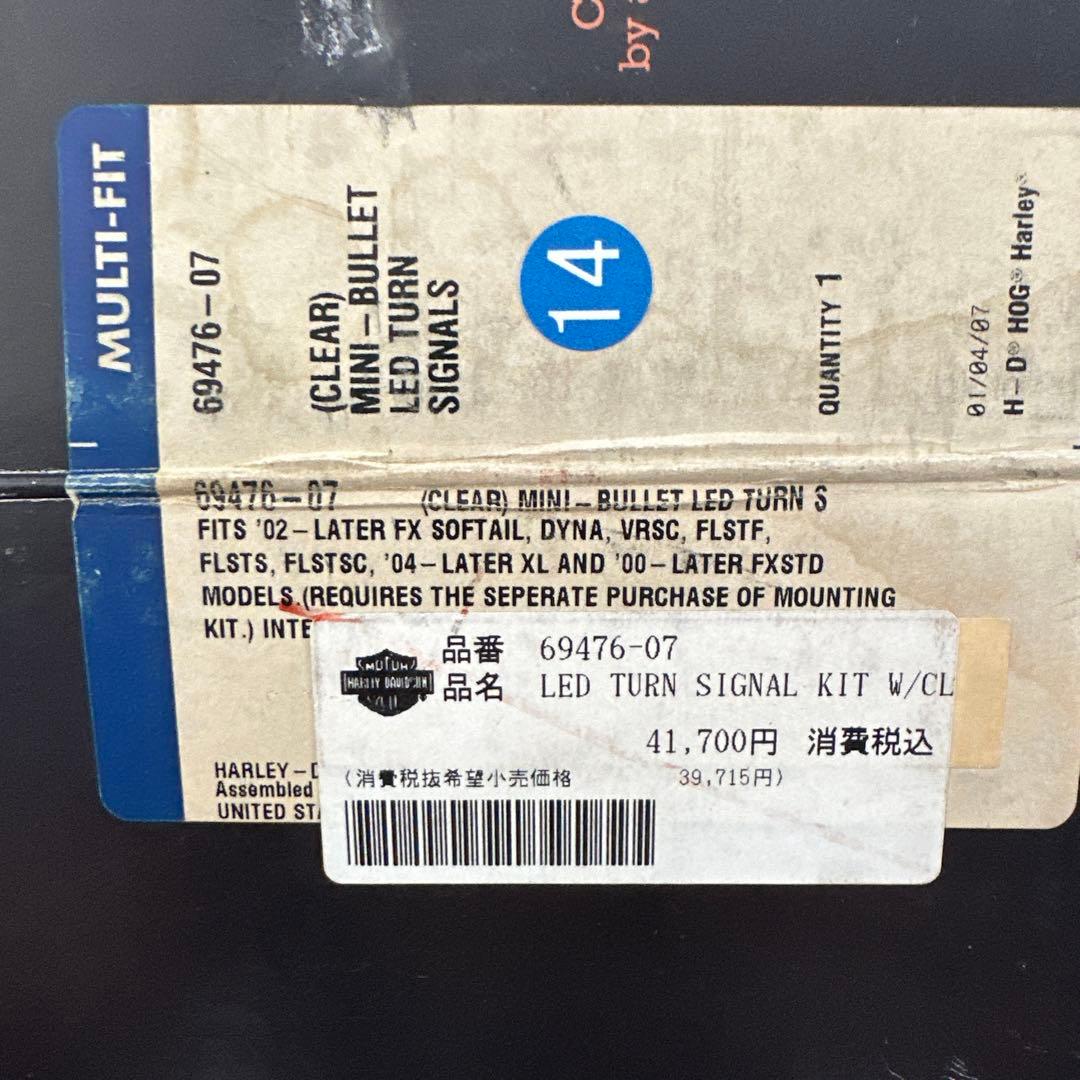 by
MULTI-FIT
69476-07
(CLEAR)
MINI-BULLET
LED TURN
SIGNALS
14
QUANTITY 1
01/04/07
H-D® HOG® Harley®
69476-07 (CLEAR) MINI-BULLET LED TURN S
FITS '02-LATER FX SOFTAIL, DYNA, VRSC, FLSTF,
FLSTS, FLSTSC, '04-LATER XL AND '00-LATER FXSTD
MODELS.(REQUIRES THE SEPERATE PURCHASE OF MOUNTING
KIT.) INTE
HARLEY-D
Assembled
UNITED STA
MOTOR
HARLEY-DAVIDSON
品番 69476-07
品名 LED TURN SIGNAL KIT W/CL
41,700円 消費税込
(消費税抜希望小売価格 39,715円)